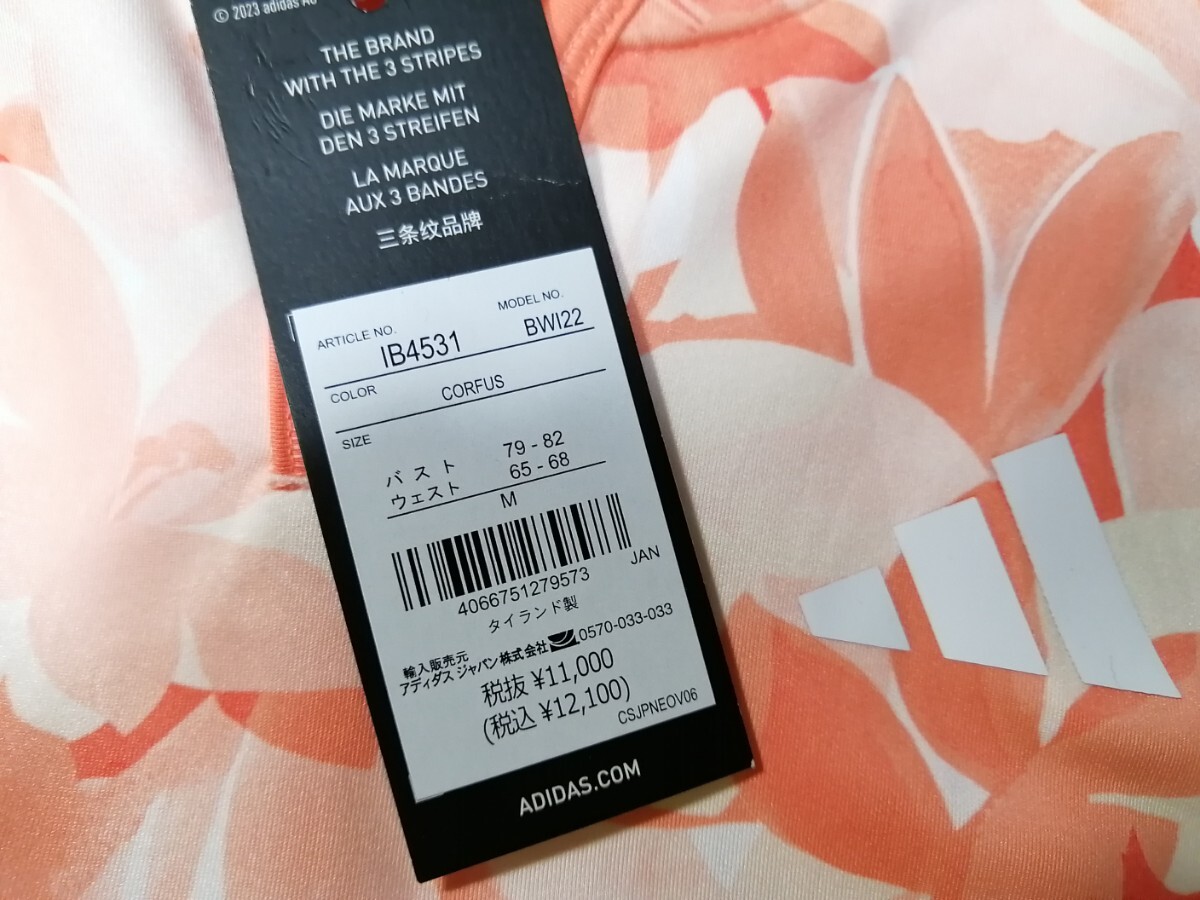 © 2023 adidas AG
THE BRAND
WITH THE 3 STRIPES
DIE MARKE MIT
DEN 3 STREIFEN
LA MARQUE
AUX 3 BANDES
三条纹品牌
ARTICLE NO. MODEL NO.
IB4531 BWI22
COLOR CORFUS
SIZE
バスト 79 - 82
ウェスト 65 - 68
M
4066751279573 JAN
タイランド製
輸入販売元
アディダス ジャパン株式会社 0570-033-033
税抜 ¥11,000
(税込 ¥12,100)
CSJPNEOV06
ADIDAS.COM